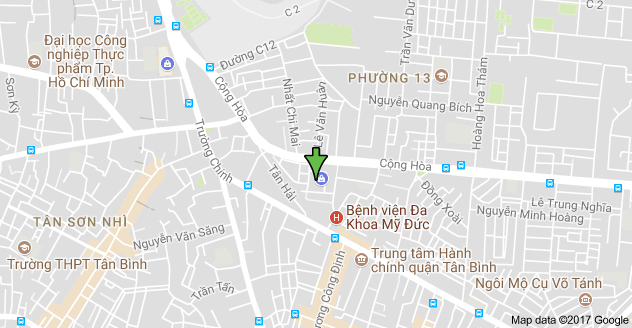 C 2
C 2
Đại học Công
nghiệp Thực
phẩm Tp.
Hồ Chí Minh
Đường C12
Trần Văn Dư
PHƯỜNG 13
Hoàng Hoa Thám
Sơn Kỳ
Cộng Hòa
Nhất Chi Mai
Lê Văn Huân
Nguyễn Quang Bích
Trường Chinh
Tân Hải
Cộng Hòa
Đồng Xoài
Lê Trung Nghĩa
Nguyễn Minh Hoàng
TÂN SƠN NHÌ
Nguyễn Văn Săng
H
Bệnh viện Đa
Khoa Mỹ Đức
Trường THPT Tân Bình
Trung tâm Hành
chính quận Tân Bình
Trần Tấn
Trương Công Định
Ngôi Mộ Cụ Võ Tánh
Map data ©2017 Google